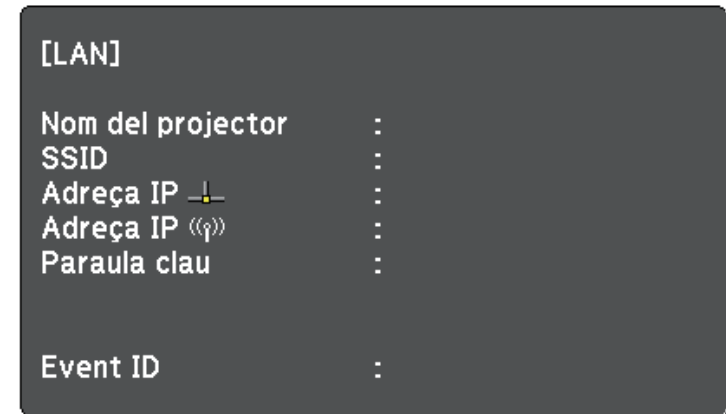 [LAN]
Nom del projector :
SSID :
Adreça IP :
Adreça IP :
Paraula clau :
Event ID :